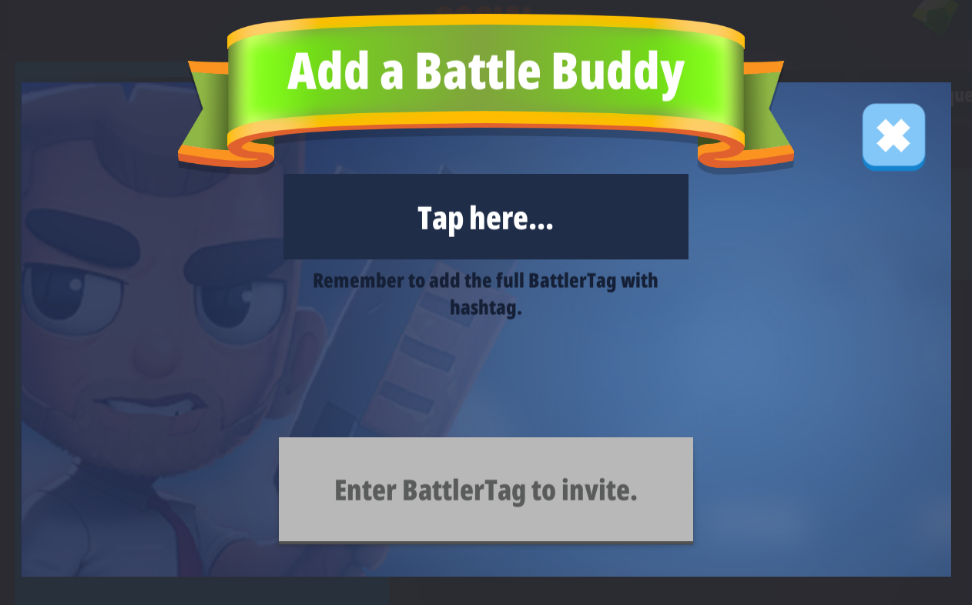 Add a Battle Buddy
Tap here...
Remember to add the full BattlerTag with
hashtag.
Enter BattlerTag to invite.